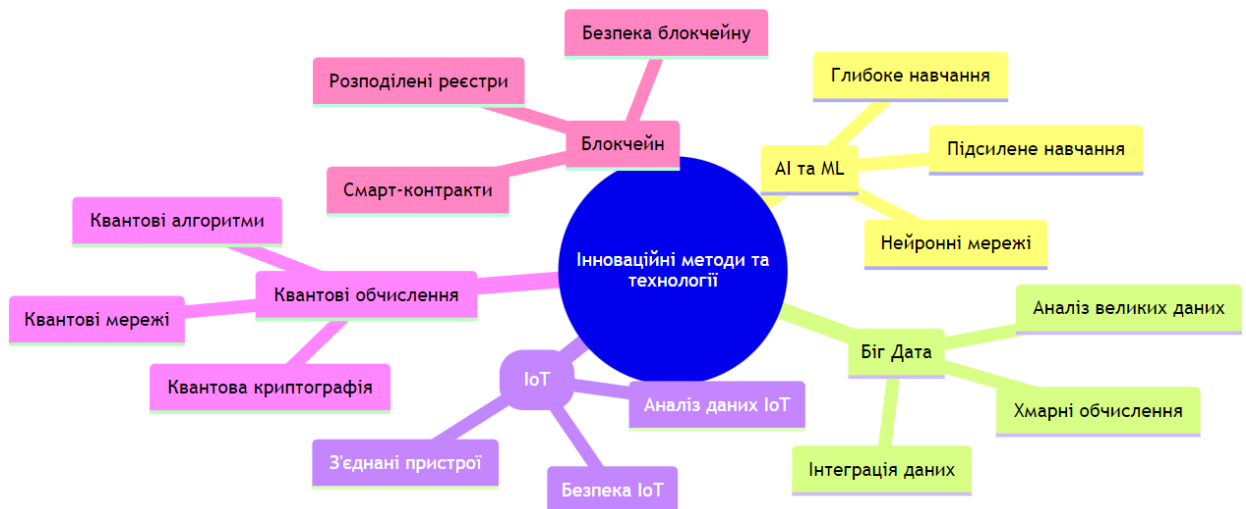 Безпека блокчейну
Розподілені реєстри
Блокчейн
Смарт-контракти
Глибоке навчання
AI та ML
Підсилене навчання
Нейронні мережі
Інноваційні методи та
технології
Квантові алгоритми
Квантові обчислення
Квантові мережі
Квантова криптографія
IoT
Аналіз даних IoT
З'єднані пристрої
Безпека IoT
Біг Дата
Аналіз великих даних
Хмарні обчислення
Інтеграція даних